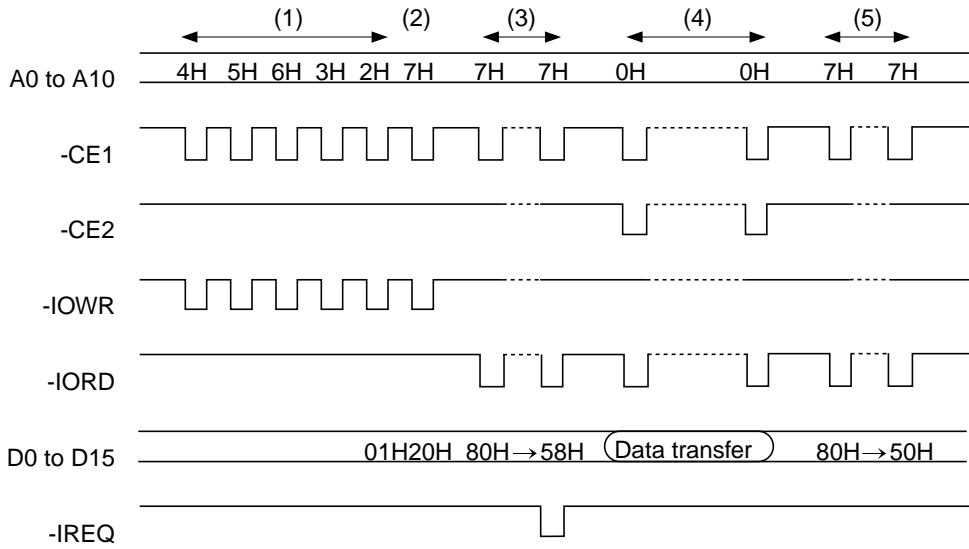 (1) (2) (3) (4) (5)
A0 to A10 4H 5H 6H 3H 2H 7H 7H 7H 0H 0H 7H 7H
-CE1
-CE2
-IOWR
-IORD
D0 to D15 01H20H 80H→58H Data transfer 80H→50H
-IREQ